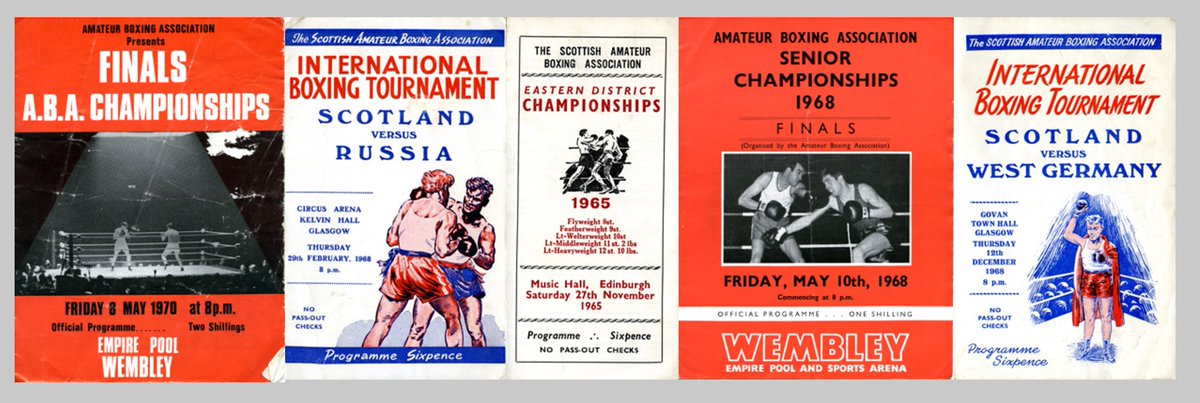 AMATEUR BOXING ASSOCIATION
Presents
FINALS
A.B.A. CHAMPIONSHIPS
FRIDAY 8 MAY 1970 at 8p.m.
Official Programme....... Two Shillings
EMPIRE POOL
WEMBLEY
The SCOTTISH AMATEUR BOXING ASSOCIATION
INTERNATIONAL
BOXING TOURNAMENT
SCOTLAND
VERSUS
RUSSIA
CIRCUS ARENA
KELVIN HALL
GLASGOW
THURSDAY
29th FEBRUARY, 1968
8 p.m.
NO
PASS-OUT
CHECKS
Programme Sixpence
THE SCOTTISH AMATEUR
BOXING ASSOCIATION
EASTERN DISTRICT
CHAMPIONSHIPS
1965
Flyweight 8st.
Featherweight 9st.
Lt-Welterweight 10st
Lt-Middleweight 11 st. 2 lbs
Lt-Heavyweight 12 st. 10 lbs.
Music Hall, Edinburgh
Saturday 27th November
1965
Programme ∴ Sixpence
NO PASS-OUT CHECKS
AMATEUR BOXING ASSOCIATION
SENIOR
CHAMPIONSHIPS
1968
FINALS
(Organised by the Amateur Boxing Association)
FRIDAY, MAY 10th, 1968
Commencing at 8 p.m.
OFFICIAL PROGRAMME . . . ONE SHILLING
WEMBLEY
EMPIRE POOL AND SPORTS ARENA
The SCOTTISH AMATEUR BOXING ASSOCIATION
INTERNATIONAL
BOXING TOURNAMENT
SCOTLAND
VERSUS
WEST GERMANY
GOVAN
TOWN HALL
GLASGOW
THURSDAY
12th
DECEMBER
1968
8 p.m.
NO
PASS-OUT
CHECKS
Programme
Sixpence